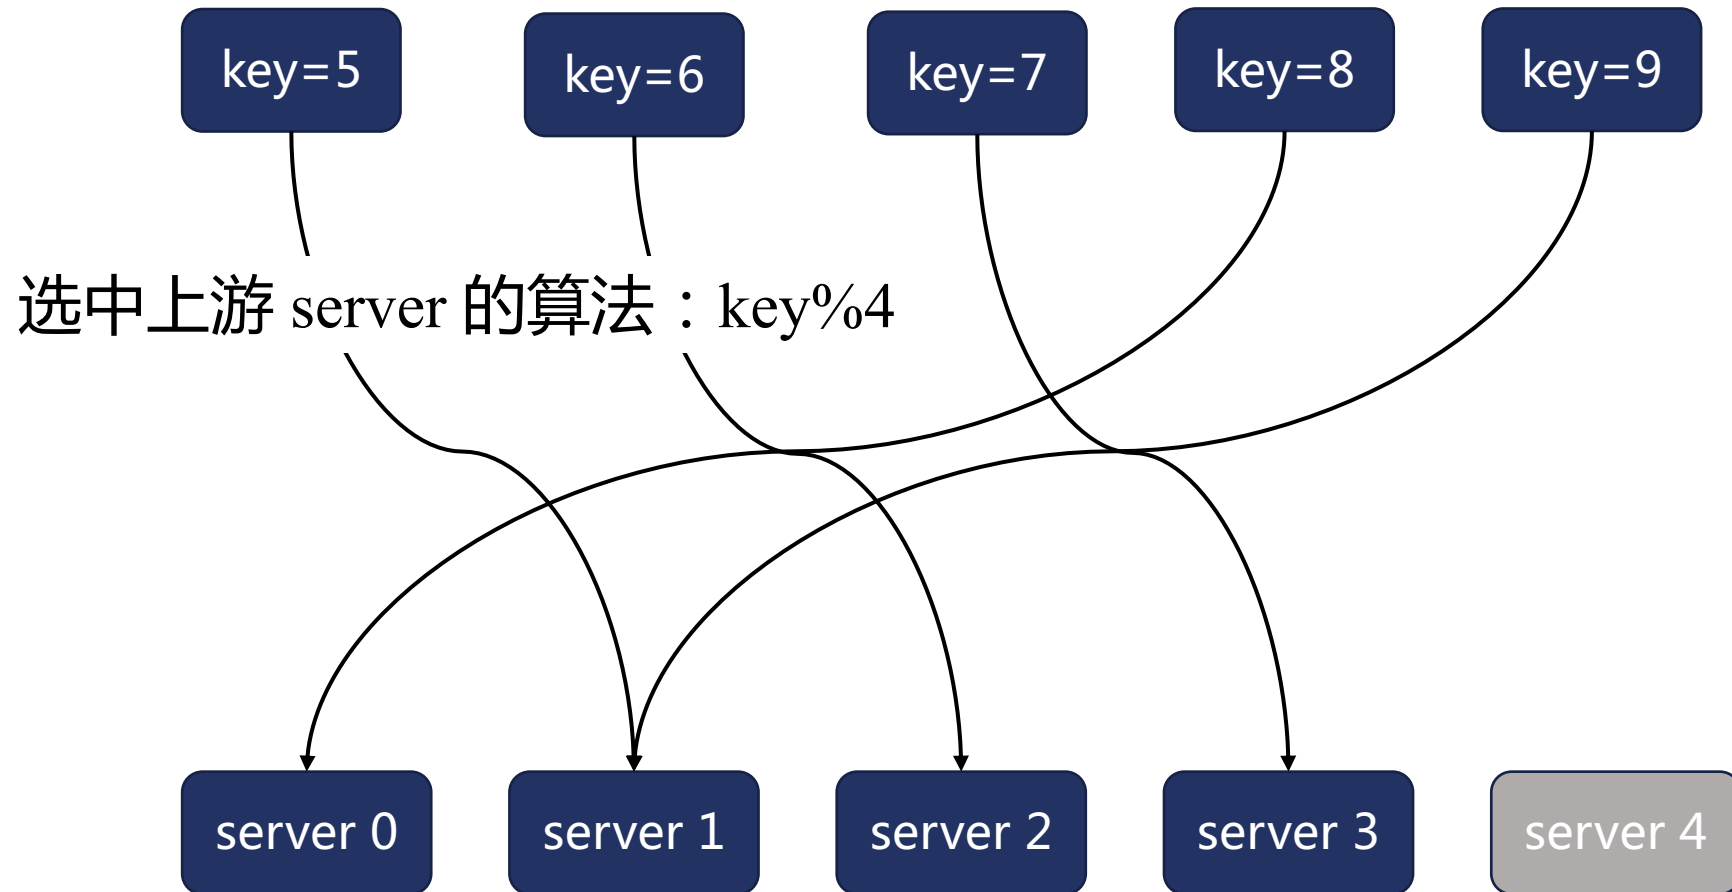 key=5
key=6
key=7
key=8
key=9
选中上游 server 的算法：key%4
server 0
server 1
server 2
server 3
server 4